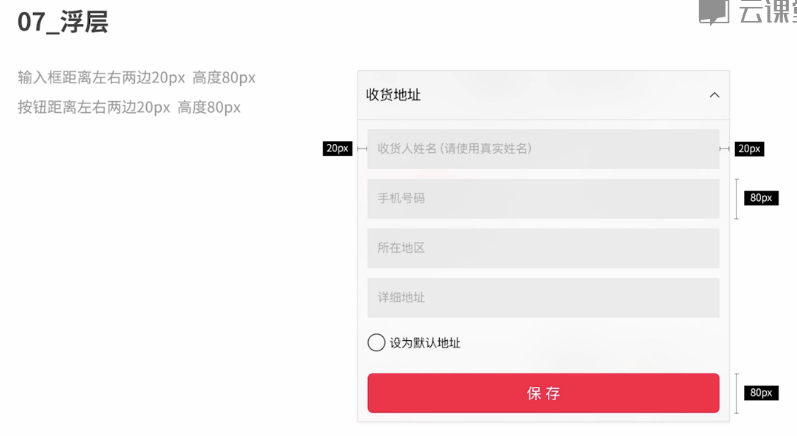 07_浮层
云课堂
输入框距离左右两边20px 高度80px
按钮距离左右两边20px 高度80px
收货地址
20px
收货人姓名 (请使用真实姓名)
20px
手机号码
80px
所在地区
详细地址
设为默认地址
保 存
80px